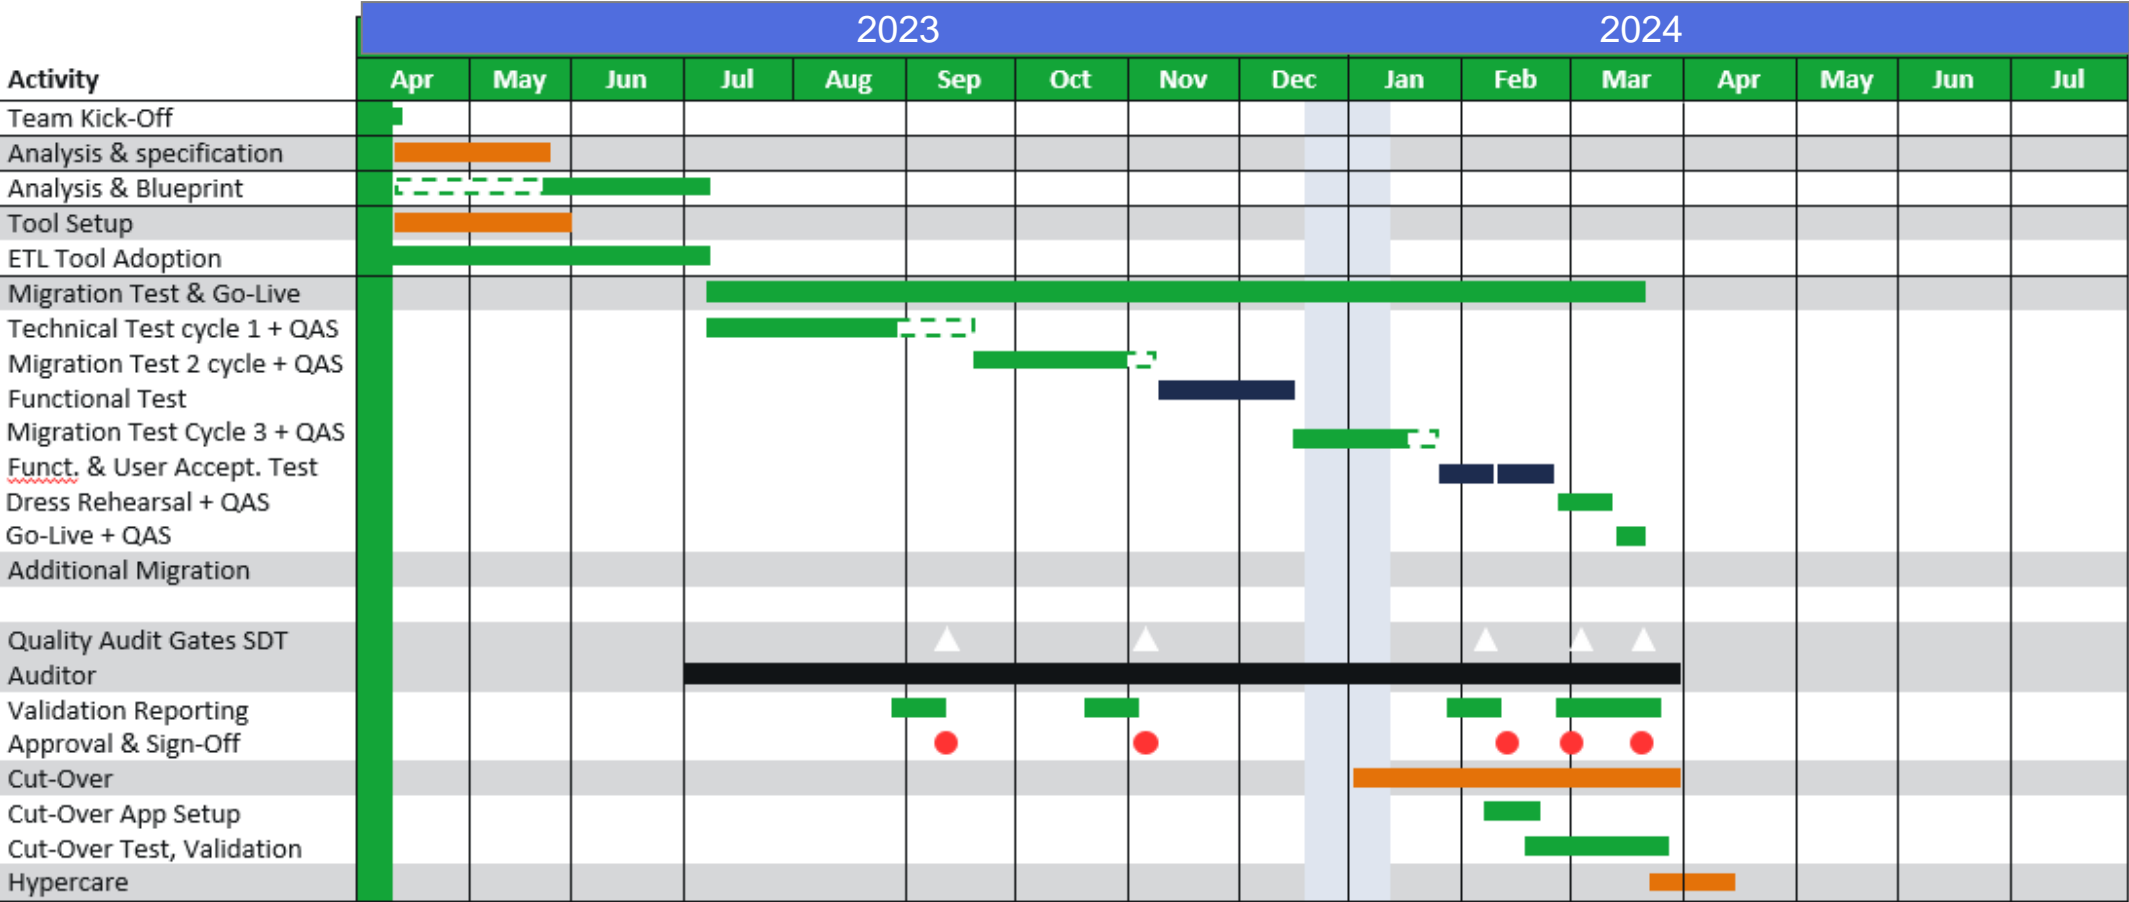 2023 2024
Activity Apr May Jun Jul Aug Sep Oct Nov Dec Jan Feb Mar Apr May Jun Jul
Team Kick-Off
Analysis & specification
Analysis & Blueprint
Tool Setup
ETL Tool Adoption
Migration Test & Go-Live
Technical Test cycle 1 + QAS
Migration Test 2 cycle + QAS
Functional Test
Migration Test Cycle 3 + QAS
Funct. & User Accept. Test
Dress Rehearsal + QAS
Go-Live + QAS
Additional Migration
Quality Audit Gates SDT
Auditor
Validation Reporting
Approval & Sign-Off
Cut-Over
Cut-Over App Setup
Cut-Over Test, Validation
Hypercare